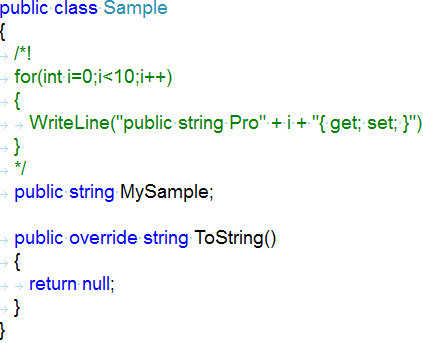 public class Sample
{
/*!
for(int i=0;i<10;i++)
{
WriteLine("public string Pro" + i + "{ get; set; }")
}
*/
public string MySample;
public override string ToString()
{
return null;
}
}